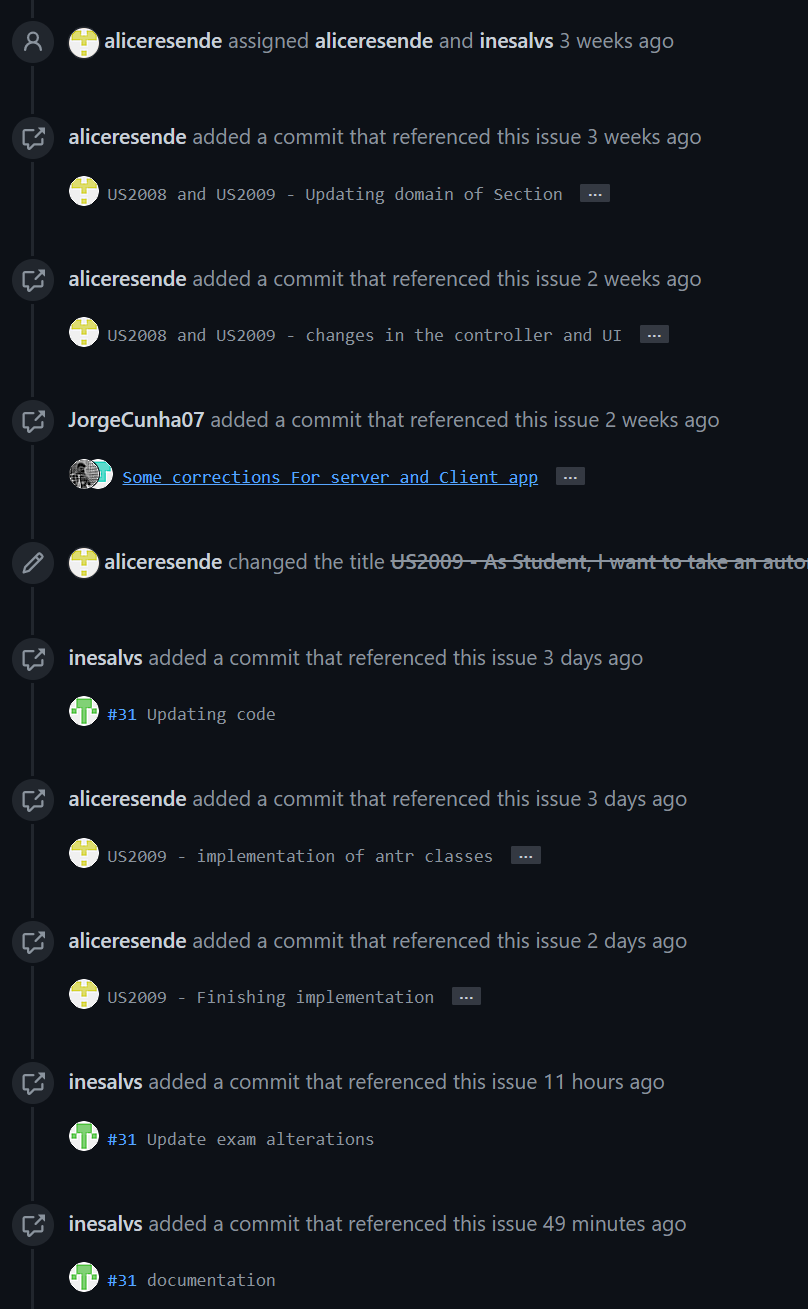 aliceresende assigned aliceresende and inesalvs 3 weeks ago
aliceresende added a commit that referenced this issue 3 weeks ago
US2008 and US2009 - Updating domain of Section ...
aliceresende added a commit that referenced this issue 2 weeks ago
US2008 and US2009 - changes in the controller and UI ...
JorgeCunha07 added a commit that referenced this issue 2 weeks ago
Some corrections For server and Client app ...
aliceresende changed the title US2009 - As Student, I want to take an
inesalvs added a commit that referenced this issue 3 days ago
#31 Updating code
aliceresende added a commit that referenced this issue 3 days ago
US2009 - implementation of antr classes ...
aliceresende added a commit that referenced this issue 2 days ago
US2009 - Finishing implementation ...
inesalvs added a commit that referenced this issue 11 hours ago
#31 Update exam alterations
inesalvs added a commit that referenced this issue 49 minutes ago
#31 documentation